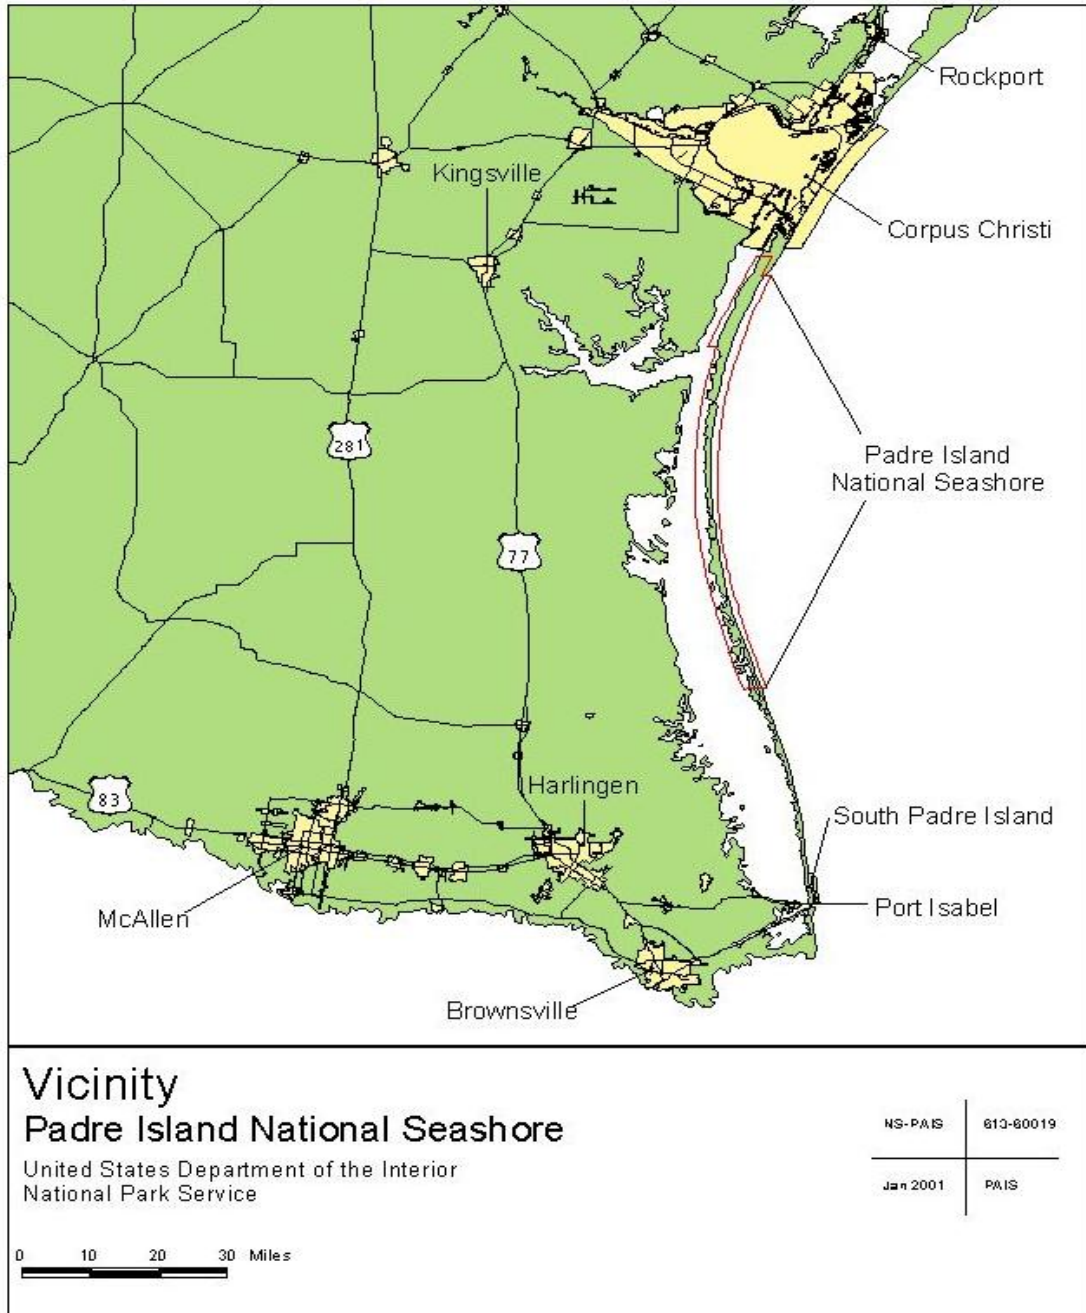 Rockport
Kingsville
Corpus Christi
281
Padre Island
National Seashore
77
83
Harlingen
South Padre Island
McAllen
Port Isabel
Brownsville
Vicinity
Padre Island National Seashore
United States Department of the Interior
National Park Service
NS-PAIS 613-60019
Jan 2001 PAIS
0 10 20 30 Miles